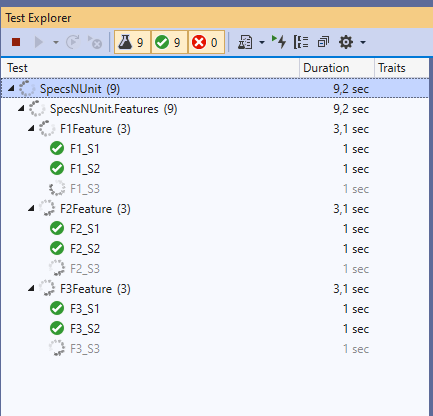 Test Explorer
9 9 0
Test Duration Traits
SpecsNUnit (9) 9,2 sec
SpecsNUnit.Features (9) 9,2 sec
F1Feature (3) 3,1 sec
F1_S1 1 sec
F1_S2 1 sec
F1_S3 1 sec
F2Feature (3) 3,1 sec
F2_S1 1 sec
F2_S2 1 sec
F2_S3 1 sec
F3Feature (3) 3,1 sec
F3_S1 1 sec
F3_S2 1 sec
F3_S3 1 sec